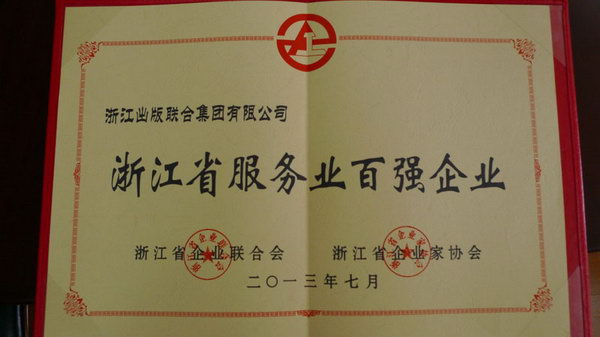 浙江出版联合集团有限公司
浙江省服务业百强企业
浙江省企业联合会 浙江省企业家协会
二〇一三年七月